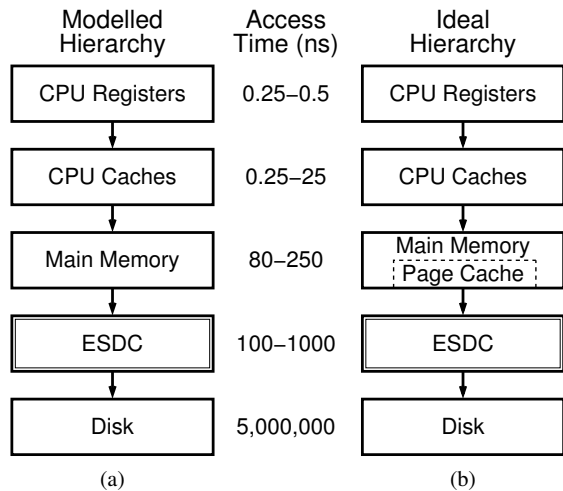 Modelled Access Ideal
Hierarchy Time (ns) Hierarchy
CPU Registers 0.25−0.5 CPU Registers
CPU Caches 0.25−25 CPU Caches
Main Memory 80−250 Main Memory
Page Cache
ESDC 100−1000 ESDC
Disk 5,000,000 Disk
(a) (b)